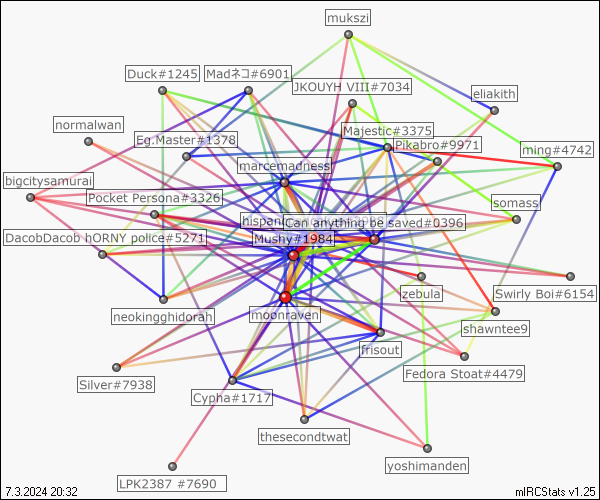 mukszi
Duck#1245
Madネコ#6901
JKOUYH VIII#7034
eliakith
normalwan
Eg.Master#1378
Majestic#3375
Pikabro#9971
ming#4742
marcemadness
bigcitysamurai
Pocket Persona#3326
somass
Can anything be saved#0396
DacobDacob hORNY police#5271
Mushy#1984
zebula
Swirly Boi#6154
neokingghidorah
moonraven
shawntee9
frisout
Fedora Stoat#4479
Silver#7938
Cypha#1717
thesecondtwat
yoshimanden
LPK2387 #7690
7.3.2024 20:32
mIRCStats v1.25